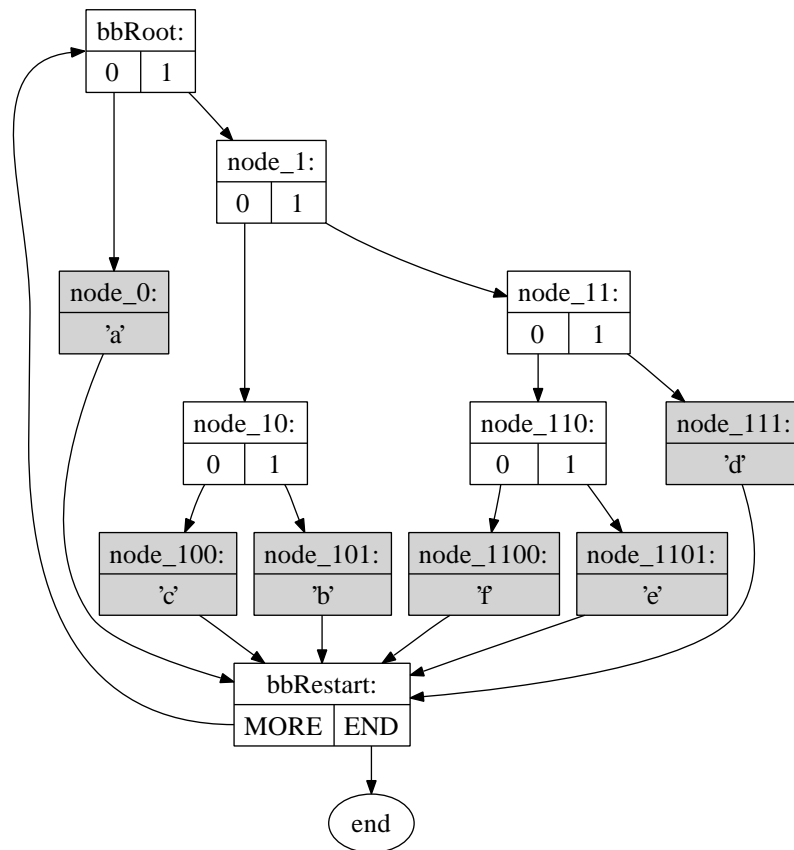 bbRoot:
0 1
node_1:
0 1
node_0:
'a'
node_11:
0 1
node_10:
0 1
node_110:
0 1
node_111:
'd'
node_100:
'c'
node_101:
'b'
node_1100:
'f'
node_1101:
'e'
bbRestart:
MORE END
end